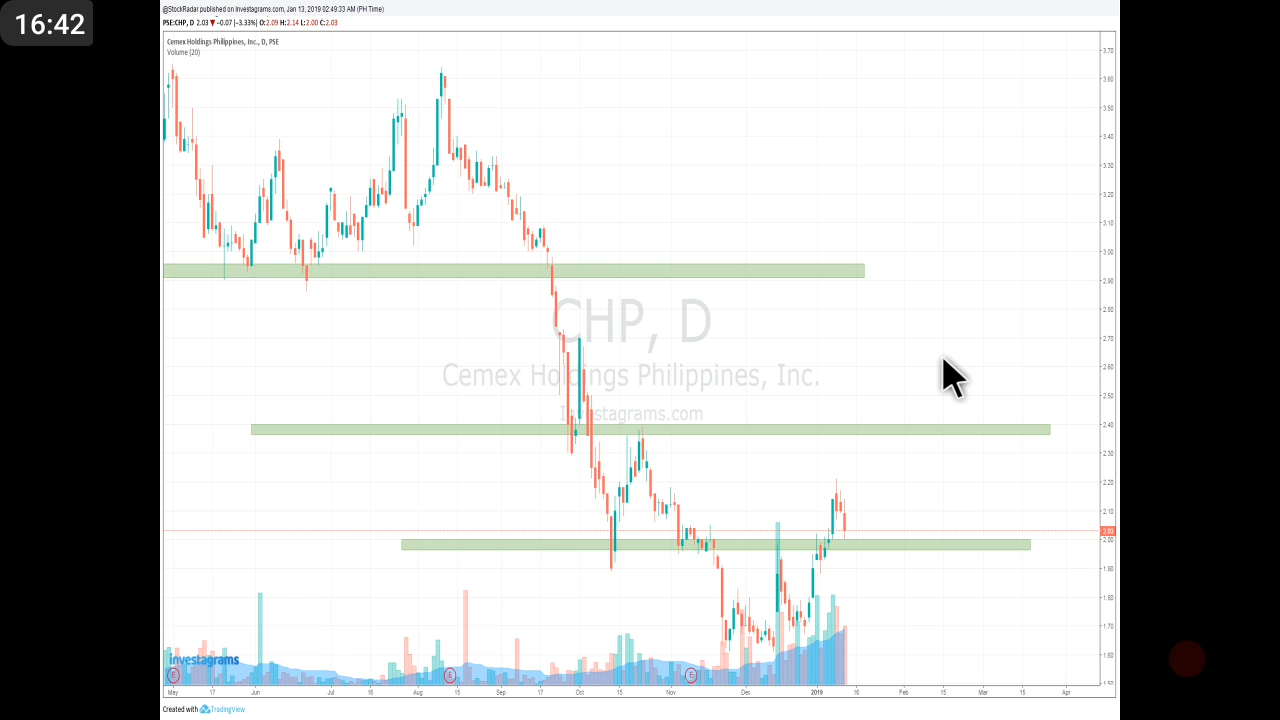 16:42
@StockRadar published on Investagrams.com, Jan 13, 2019 02:49:33 AM (PH Time)
PSE:CHP, D 2.03 ▼ −0.07 (−3.33%) O:2.09 H:2.14 L:2.00 C:2.03
Cemex Holdings Philippines, Inc., D, PSE
Volume (20)
3.70
3.60
3.50
3.40
3.30
3.20
3.10
3.00
2.90
2.80
CHP, D
2.70
2.60
Cemex Holdings Philippines, Inc.
2.50
Investagrams.com
2.40
2.30
2.20
2.10
2.03
2.00
1.90
1.80
1.70
1.60
investagrams
E E E
1.50
May 17 Jun Jul 16 Aug 15 Sep 17 Oct 15 Nov Dec 2019 16 Feb 15 Mar 15 Apr
Created with TradingView